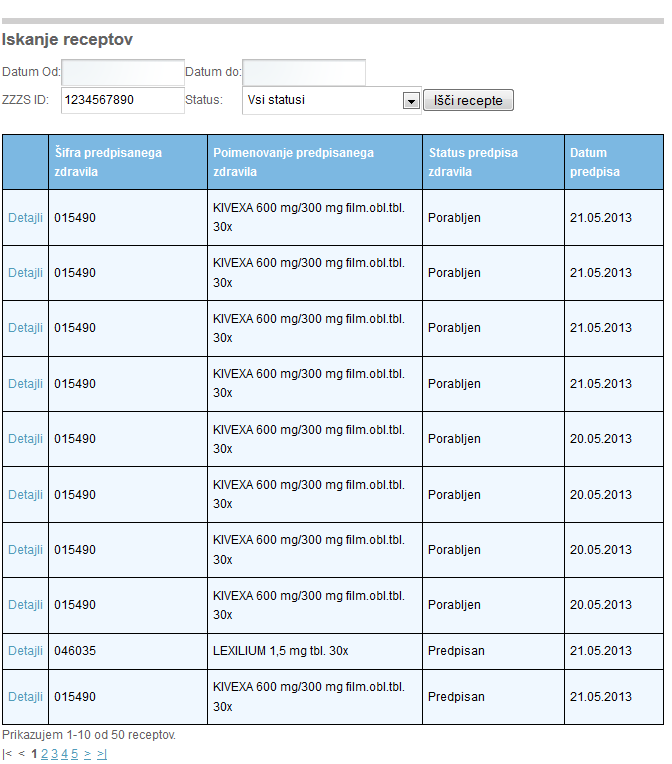 Iskanje receptov
Datum Od: Datum do:
ZZZS ID: 1234567890 Status: Vsi statusi Išči recepte
Šifra predpisanega zdravila Poimenovanje predpisanega zdravila Status predpisa zdravila Datum predpisa
Detajli 015490 KIVEXA 600 mg/300 mg film.obl.tbl. 30x Porabljen 21.05.2013
Detajli 015490 KIVEXA 600 mg/300 mg film.obl.tbl. 30x Porabljen 21.05.2013
Detajli 015490 KIVEXA 600 mg/300 mg film.obl.tbl. 30x Porabljen 21.05.2013
Detajli 015490 KIVEXA 600 mg/300 mg film.obl.tbl. 30x Porabljen 21.05.2013
Detajli 015490 KIVEXA 600 mg/300 mg film.obl.tbl. 30x Porabljen 20.05.2013
Detajli 015490 KIVEXA 600 mg/300 mg film.obl.tbl. 30x Porabljen 20.05.2013
Detajli 015490 KIVEXA 600 mg/300 mg film.obl.tbl. 30x Porabljen 20.05.2013
Detajli 015490 KIVEXA 600 mg/300 mg film.obl.tbl. 30x Porabljen 20.05.2013
Detajli 046035 LEXILIUM 1,5 mg tbl. 30x Predpisan 21.05.2013
Detajli 015490 KIVEXA 600 mg/300 mg film.obl.tbl. 30x Predpisan 21.05.2013
Prikazujem 1-10 od 50 receptov.
|< < 1 2 3 4 5 > >|